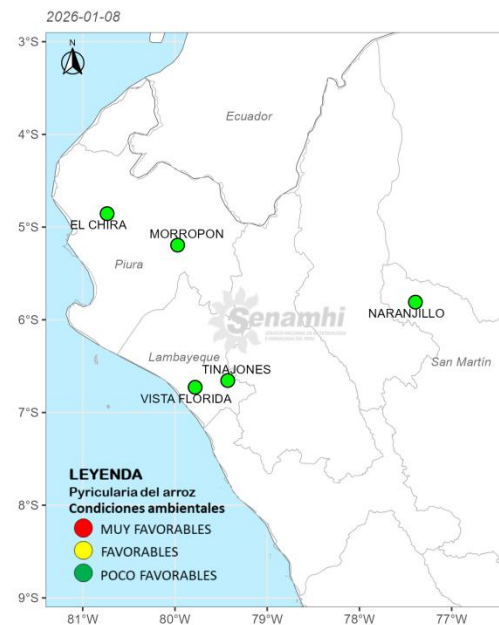 2026-01-08
N
3°S
4°S
5°S
6°S
7°S
8°S
9°S
Ecuador
EL CHIRA
MORROPON
Piura
NARANJILLO
Senamhi
Lambayeque
San Martín
TINAJONES
VISTA FLORIDA
LEYENDA
Pyricularia del arroz
Condiciones ambientales
MUY FAVORABLES
FAVORABLES
POCO FAVORABLES
81°W
80°W
79°W
78°W
77°W